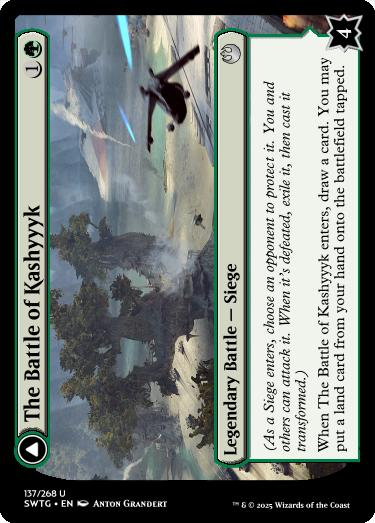 The Battle of Kashyyyk
1
Legendary Battle — Siege
(As a Siege enters, choose an opponent to protect it. You and
others can attack it. When it's defeated, exile it, then cast it
transformed.)
When The Battle of Kashyyyk enters, draw a card. You may
put a land card from your hand onto the battlefield tapped.
4
137/268 U
SWTG • EN Anton Grandert
™ & © 2025 Wizards of the Coast